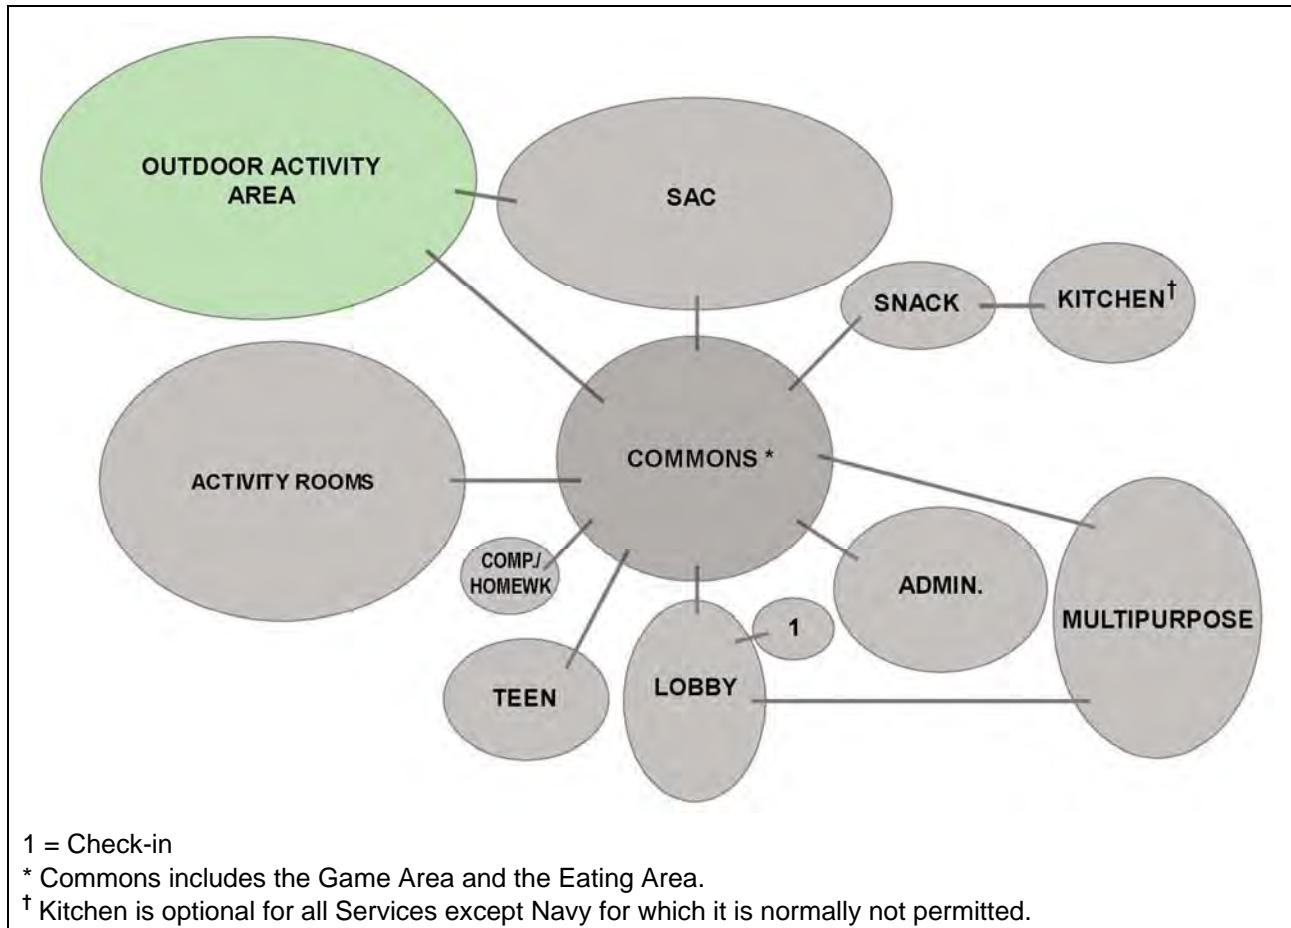 OUTDOOR ACTIVITY
AREA
SAC
SNACK
KITCHEN†
COMMONS *
ACTIVITY ROOMS
COMP./
HOMEWK
ADMIN.
1
MULTIPURPOSE
TEEN
LOBBY
1 = Check-in
* Commons includes the Game Area and the Eating Area.
† Kitchen is optional for all Services except Navy for which it is normally not permitted.